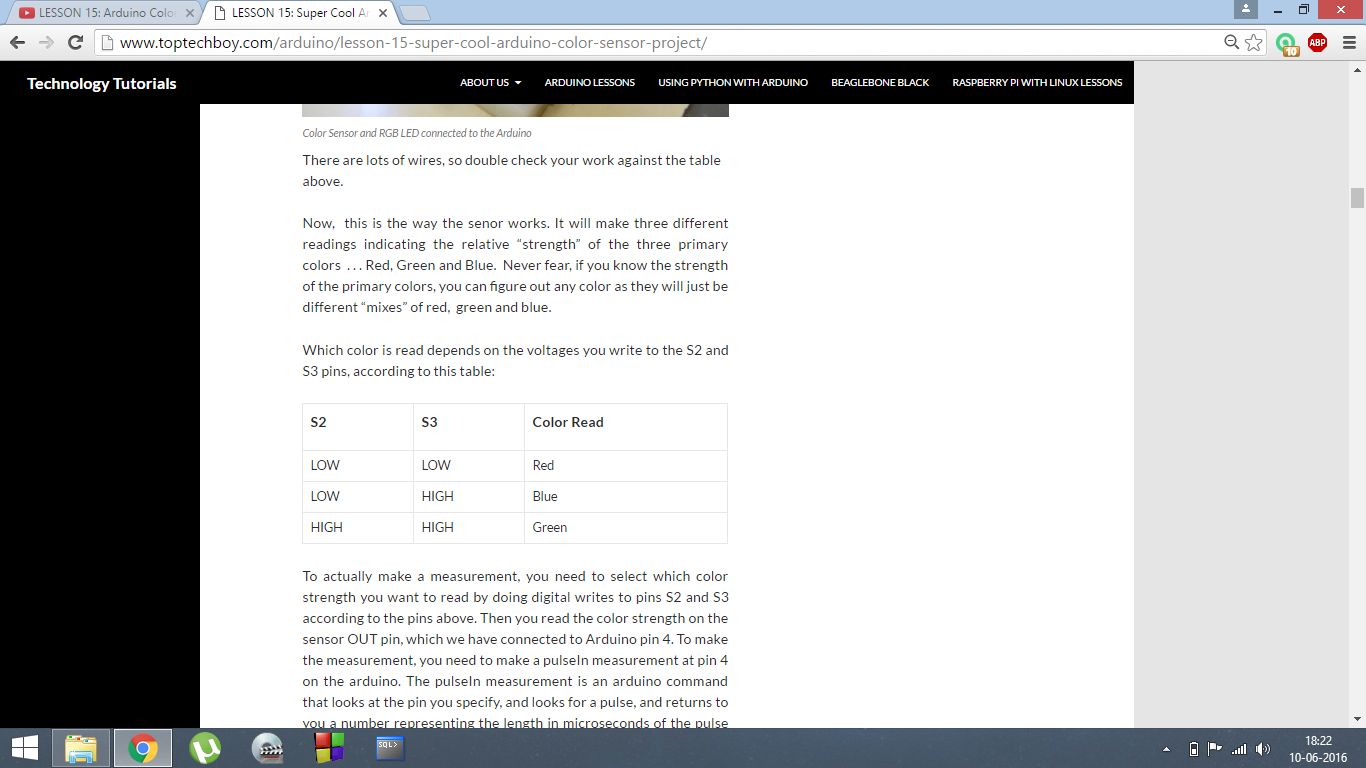 LESSON 15: Arduino Colo
LESSON 15: Super Cool A
www.toptechboy.com/arduino/lesson-15-super-cool-arduino-color-sensor-project/
10
ABP
Technology Tutorials
ABOUT US
ARDUINO LESSONS
USING PYTHON WITH ARDUINO
BEAGLEBONE BLACK
RASPBERRY PI WITH LINUX LESSONS
Color Sensor and RGB LED connected to the Arduino
There are lots of wires, so double check your work against the table
above.
Now,  this is the way the senor works. It will make three different
readings indicating the relative “strength” of the three primary
colors  . . . Red, Green and Blue.  Never fear, if you know the strength
of the primary colors, you can figure out any color as they will just be
different “mixes” of red,  green and blue.
Which color is read depends on the voltages you write to the S2 and
S3 pins, according to this table:
S2 S3 Color Read
LOW LOW Red
LOW HIGH Blue
HIGH HIGH Green
To actually make a measurement, you need to select which color
strength you want to read by doing digital writes to pins S2 and S3
according to the pins above. Then you read the color strength on the
sensor OUT pin, which we have connected to Arduino pin 4. To make
the measurement, you need to make a pulseIn measurement at pin 4
on the arduino. The pulseIn measurement is an arduino command
that looks at the pin you specify, and looks for a pulse, and returns to
you a number representing the length in microseconds of the pulse
SQL>
18:22
10-06-2016